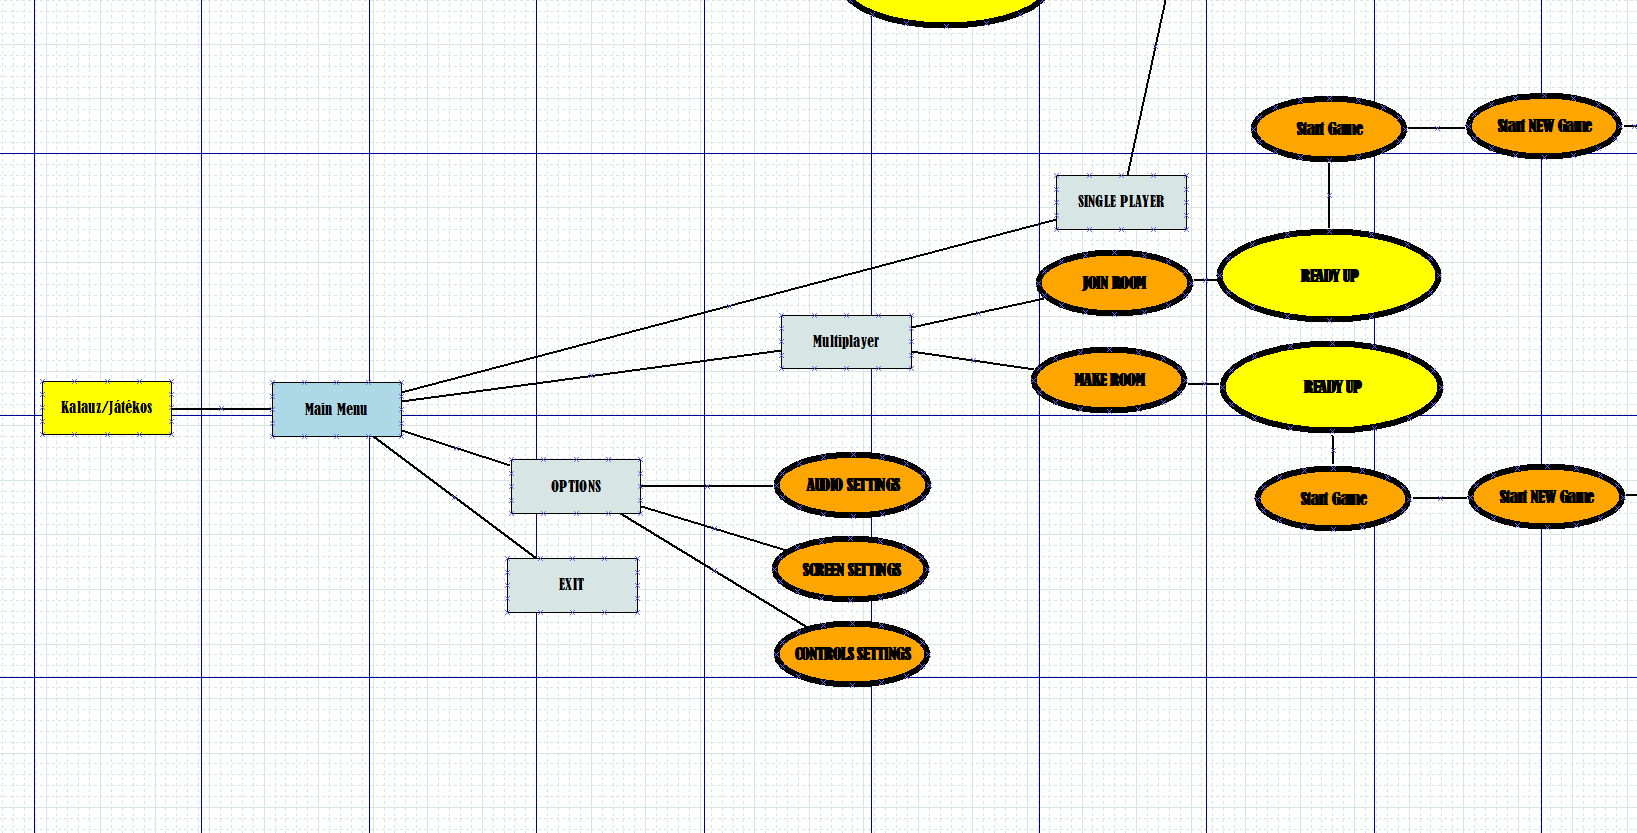 Start Game
Start NEW Game
SINGLE PLAYER
JOIN ROOM
READY UP
Multiplayer
MAKE ROOM
READY UP
Kalauz/Játékos
Main Menu
OPTIONS
AUDIO SETTINGS
Start Game
Start NEW Game
SCREEN SETTINGS
EXIT
CONTROLS SETTINGS